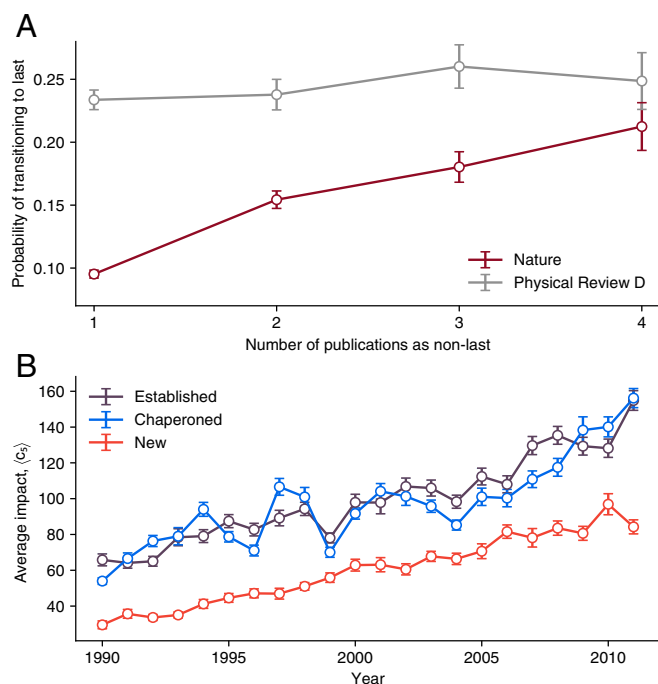 A
Probability of transitioning to last
0.25
0.20
0.15
0.10
Nature
Physical Review D
1
2
3
4
Number of publications as non-last
B
Average impact, ⟨c₅⟩
160
140
120
100
80
60
40
Established
Chaperoned
New
1990
1995
2000
2005
2010
Year